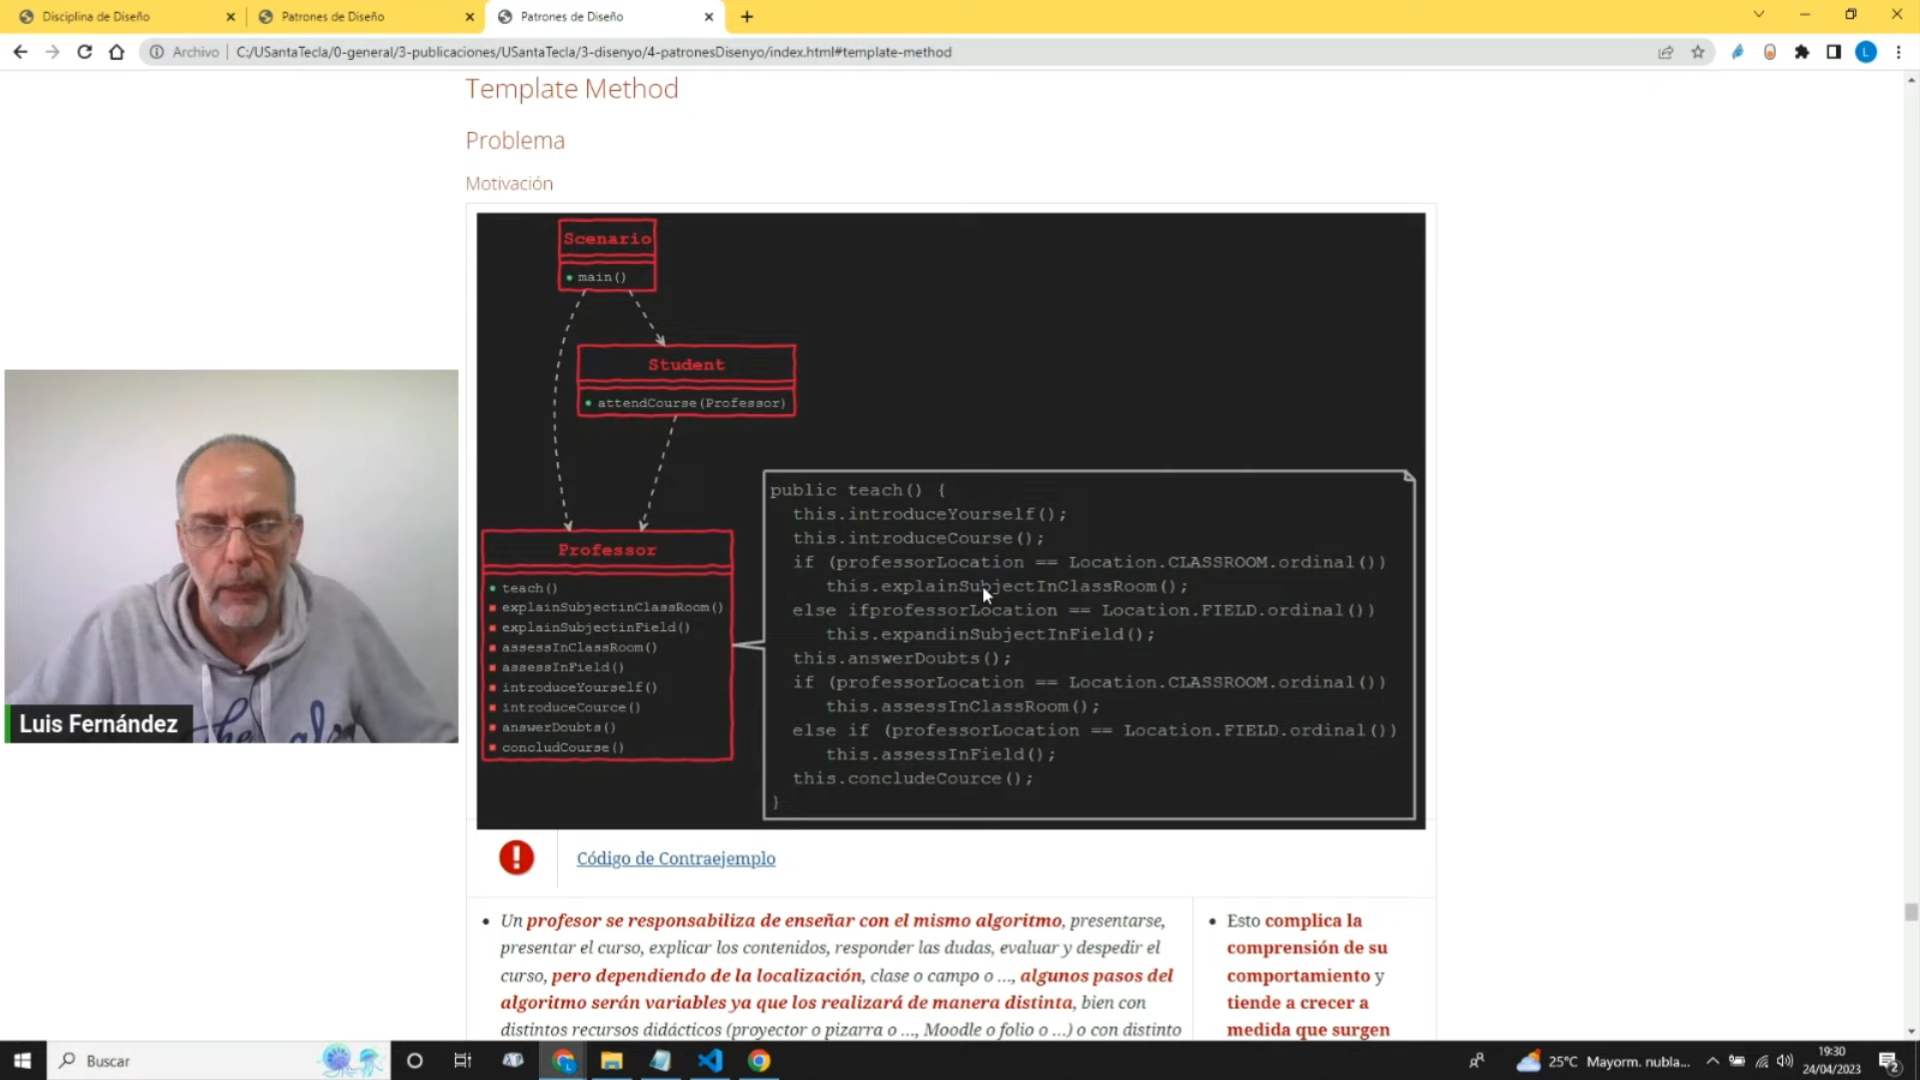 Disciplina de Diseño
Patrones de Diseño
Patrones de Diseño
Archivo
C:/USantaTecla/0-general/3-publicaciones/USantaTecla/3-disenyo/4-patronesDisenyo/index.html#template-method
L
Template Method
Problema
Motivación
Scenario
main()
Student
attendCourse(Professor)
Professor
teach()
explainSubjectinClassRoom()
explainSubjectinField()
assessInClassRoom()
assessInField()
introduceYourself()
introduceCource()
answerDoubts()
concludCourse()
public teach() {
this.introduceYourself();
this.introduceCourse();
if (professorLocation == Location.CLASSROOM.ordinal())
this.explainSubjectInClassRoom();
else ifprofessorLocation == Location.FIELD.ordinal())
this.expandinSubjectInField();
this.answerDoubts();
if (professorLocation == Location.CLASSROOM.ordinal())
this.assessInClassRoom();
else if (professorLocation == Location.FIELD.ordinal())
this.assessInField();
this.concludeCource();
}
Luis Fernández
Código de Contraejemplo
• Un profesor se responsabiliza de enseñar con el mismo algoritmo, presentarse,
presentar el curso, explicar los contenidos, responder las dudas, evaluar y despedir el
curso, pero dependiendo de la localización, clase o campo o ..., algunos pasos del
algoritmo serán variables ya que los realizará de manera distinta, bien con
distintos recursos didácticos (proyector o pizarra o ..., Moodle o folio o ...) o con distinto
• Esto complica la
comprensión de su
comportamiento y
tiende a crecer a
medida que surgen
Buscar
25°C Mayorm. nubla...
19:30
24/04/2023
2